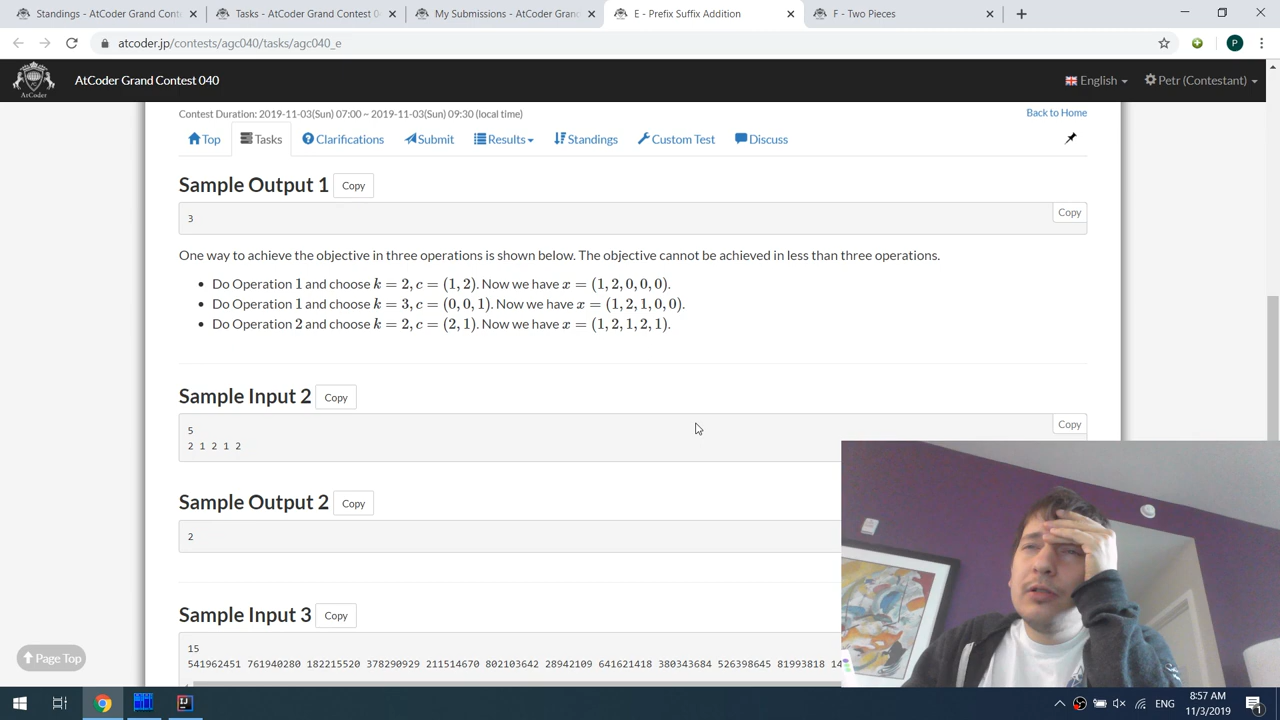 Standings - AtCoder Grand Cont
Tasks - AtCoder Grand Contest 0
My Submissions - AtCoder Gran
E - Prefix Suffix Addition
F - Two Pieces
atcoder.jp/contests/agc040/tasks/agc040_e
P
AtCoder
AtCoder Grand Contest 040
English
Petr (Contestant)
Contest Duration: 2019-11-03(Sun) 07:00 ~ 2019-11-03(Sun) 09:30 (local time)
Back to Home
Top
Tasks
Clarifications
Submit
Results
Standings
Custom Test
Discuss
Sample Output 1
Copy
Copy
3
One way to achieve the objective in three operations is shown below. The objective cannot be achieved in less than three operations.
• Do Operation 1 and choose k = 2, c = (1, 2). Now we have x = (1, 2, 0, 0, 0).
• Do Operation 1 and choose k = 3, c = (0, 0, 1). Now we have x = (1, 2, 1, 0, 0).
• Do Operation 2 and choose k = 2, c = (2, 1). Now we have x = (1, 2, 1, 2, 1).
Sample Input 2
Copy
Copy
5
2 1 2 1 2
Sample Output 2
Copy
2
Sample Input 3
Copy
15
541962451 761940280 182215520 378290929 211514670 802103642 28942109 641621418 380343684 526398645 81993818 14
Page Top
ENG
8:57 AM
11/3/2019